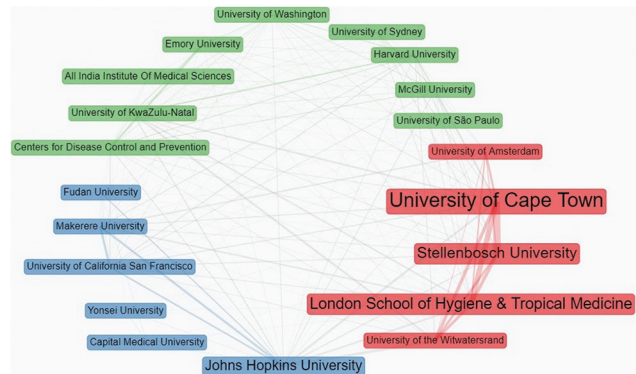 University of Washington
University of Sydney
Emory University
Harvard University
All India Institute Of Medical Sciences
McGill University
University of KwaZulu-Natal
University of São Paulo
Centers for Disease Control and Prevention
University of Amsterdam
Fudan University
University of Cape Town
Makerere University
Stellenbosch University
University of California San Francisco
London School of Hygiene & Tropical Medicine
Yonsei University
University of the Witwatersrand
Capital Medical University
Johns Hopkins University